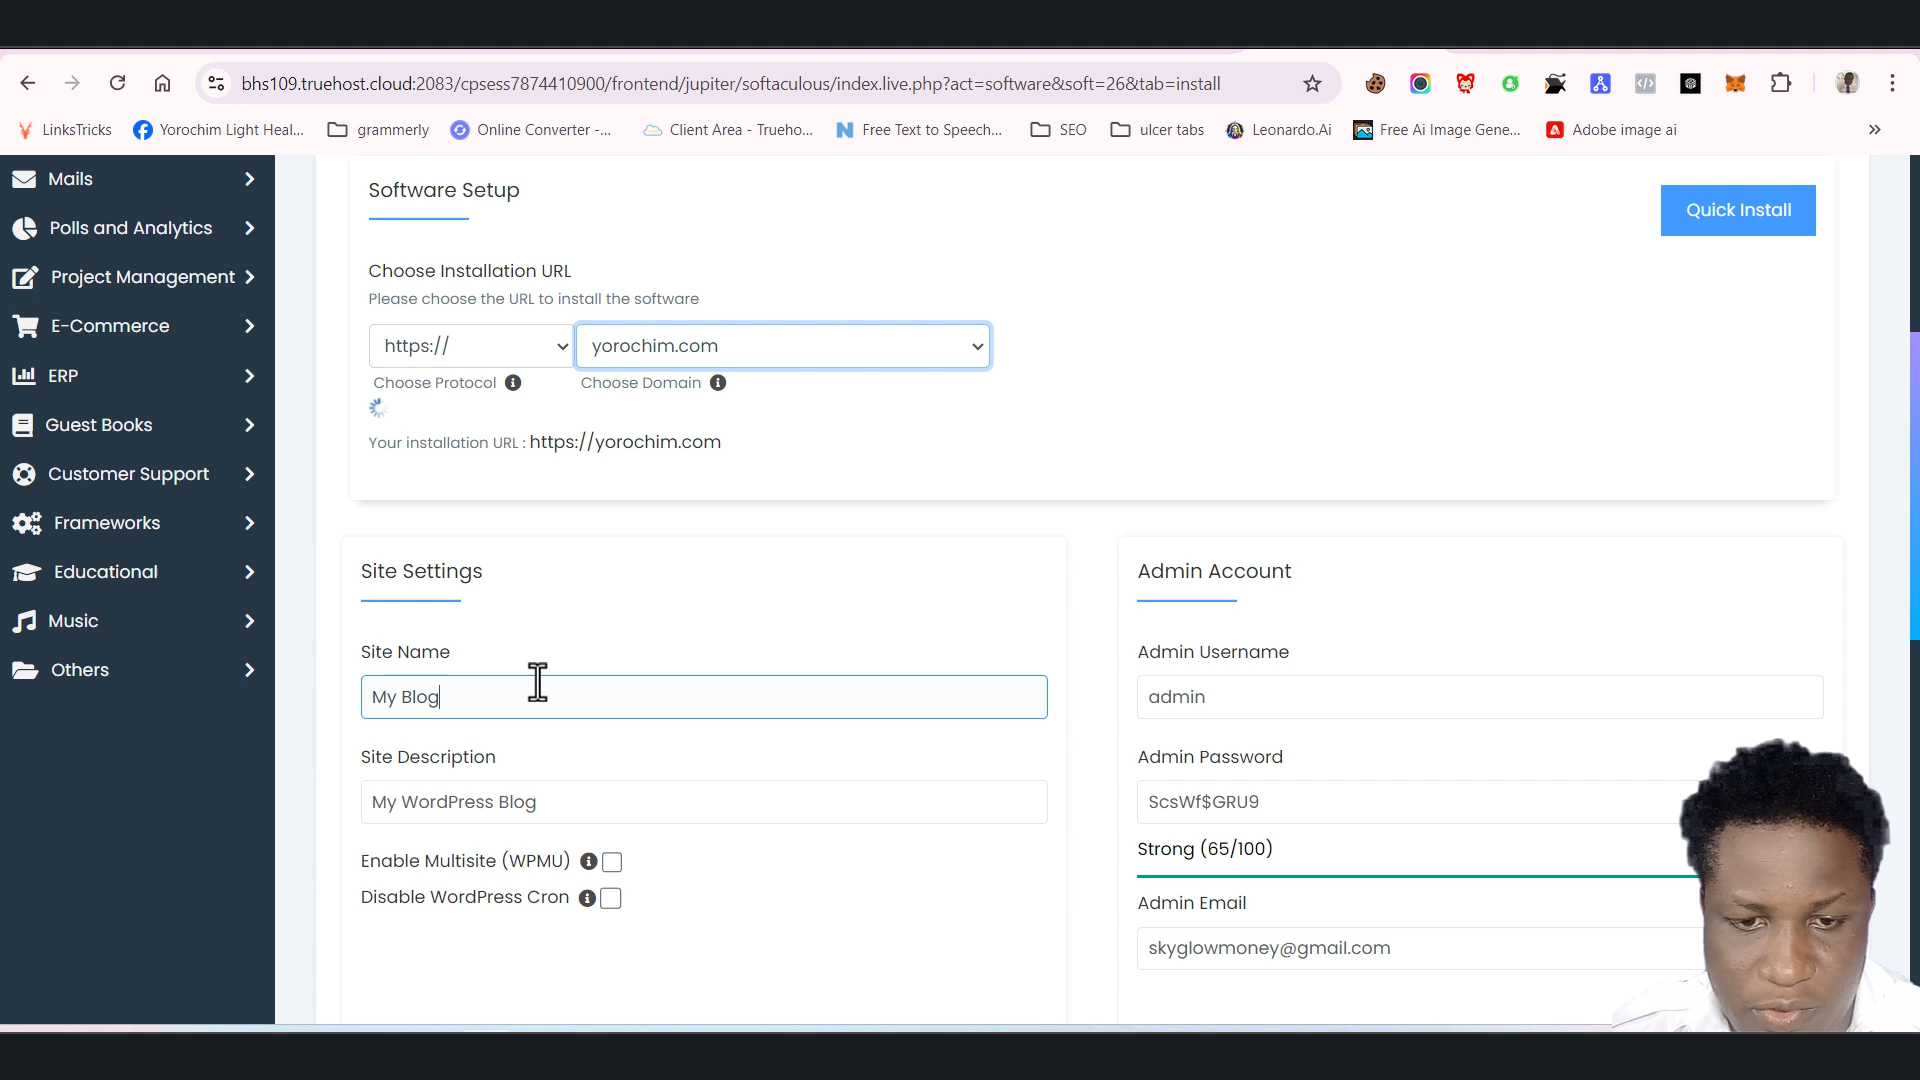 bhs109.truehost.cloud:2083/cpsess7874410900/frontend/jupiter/softaculous/index.live.php?act=software&soft=26&tab=install
LinksTricks Yorochim Light Heal... grammerly Online Converter -... Client Area - Trueho... Free Text to Speech... SEO ulcer tabs Leonardo.Ai Free Ai Image Gene... Adobe image ai »
Mails
Polls and Analytics
Project Management
E-Commerce
ERP
Guest Books
Customer Support
Frameworks
Educational
Music
Others
Software Setup
Quick Install
Choose Installation URL
Please choose the URL to install the software
https:// yorochim.com
Choose Protocol Choose Domain
Your installation URL : https://yorochim.com
Site Settings
Site Name
My Blog
Site Description
My WordPress Blog
Enable Multisite (WPMU)
Disable WordPress Cron
Admin Account
Admin Username
admin
Admin Password
ScsWf$GRU9
Strong (65/100)
Admin Email
skyglowmoney@gmail.com